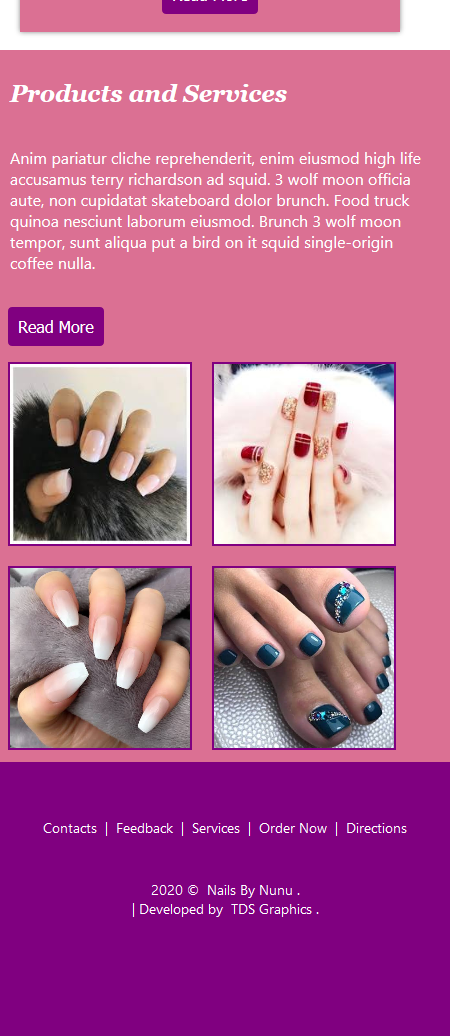 Read More
Products and Services
Anim pariatur cliche reprehenderit, enim eiusmod high life
accusamus terry richardson ad squid. 3 wolf moon officia
aute, non cupidatat skateboard dolor brunch. Food truck
quinoa nesciunt laborum eiusmod. Brunch 3 wolf moon
tempor, sunt aliqua put a bird on it squid single-origin
coffee nulla.
Read More
Contacts | Feedback | Services | Order Now | Directions
2020 © Nails By Nunu .
| Developed by TDS Graphics .